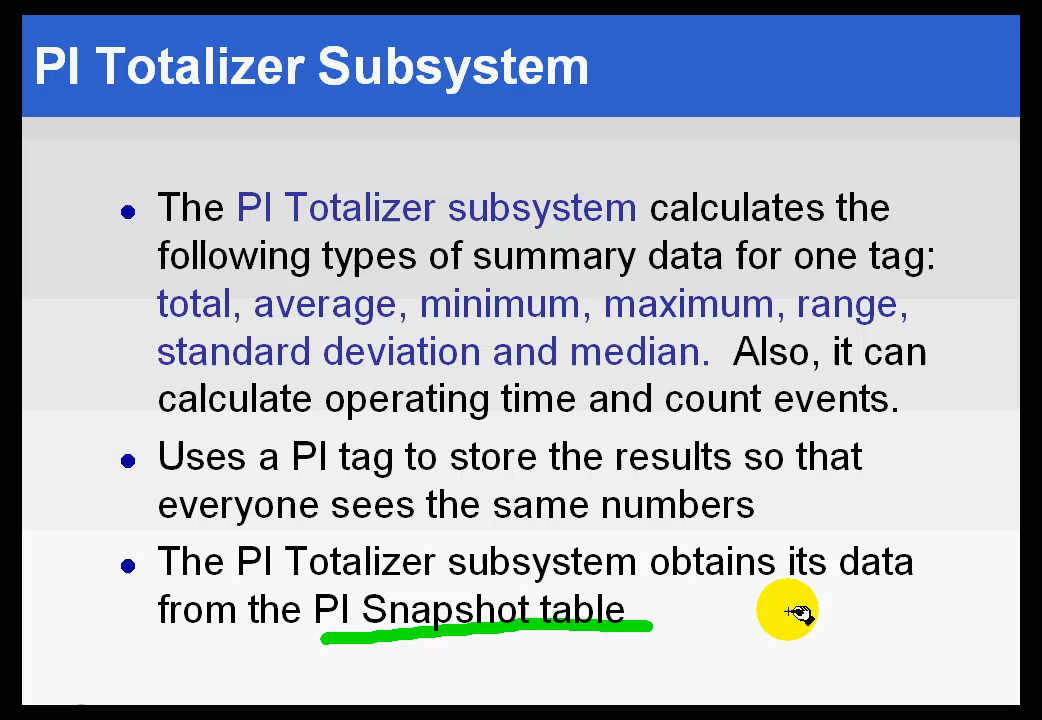 PI Totalizer Subsystem
• The PI Totalizer subsystem calculates the
following types of summary data for one tag:
total, average, minimum, maximum, range,
standard deviation and median.  Also, it can
calculate operating time and count events.
• Uses a PI tag to store the results so that
everyone sees the same numbers
• The PI Totalizer subsystem obtains its data
from the PI Snapshot table